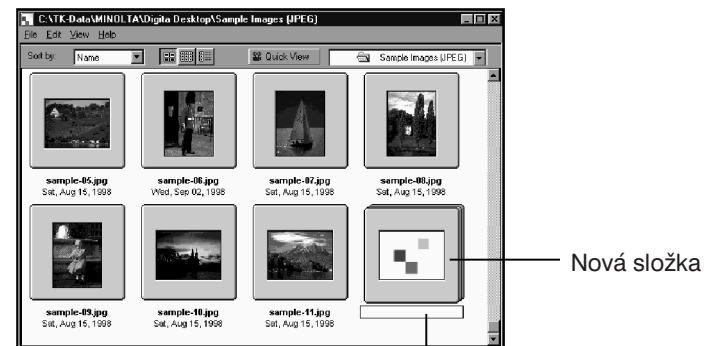 C:\TK-Data\MINOLTA\Digita Desktop\Sample Images (JPEG)
File Edit View Help
Sort by: Name Quick View Sample Images (JPEG)
sample-05.jpg sample-06.jpg sample-07.jpg sample-08.jpg
Sat, Aug 15, 1998 Wed, Sep 02, 1998 Sat, Aug 15, 1998 Sat, Aug 15, 1998
Nová složka
sample-09.jpg sample-10.jpg sample-11.jpg
Sat, Aug 15, 1998 Sat, Aug 15, 1998 Sat, Aug 15, 1998